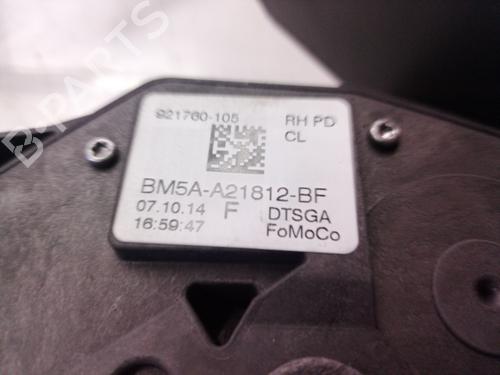 B-PARTS
921760-105 RH PD
CL
BM5A-A21812-BF
07.10.14 F DTSGA
16:59:47 FoMoCo